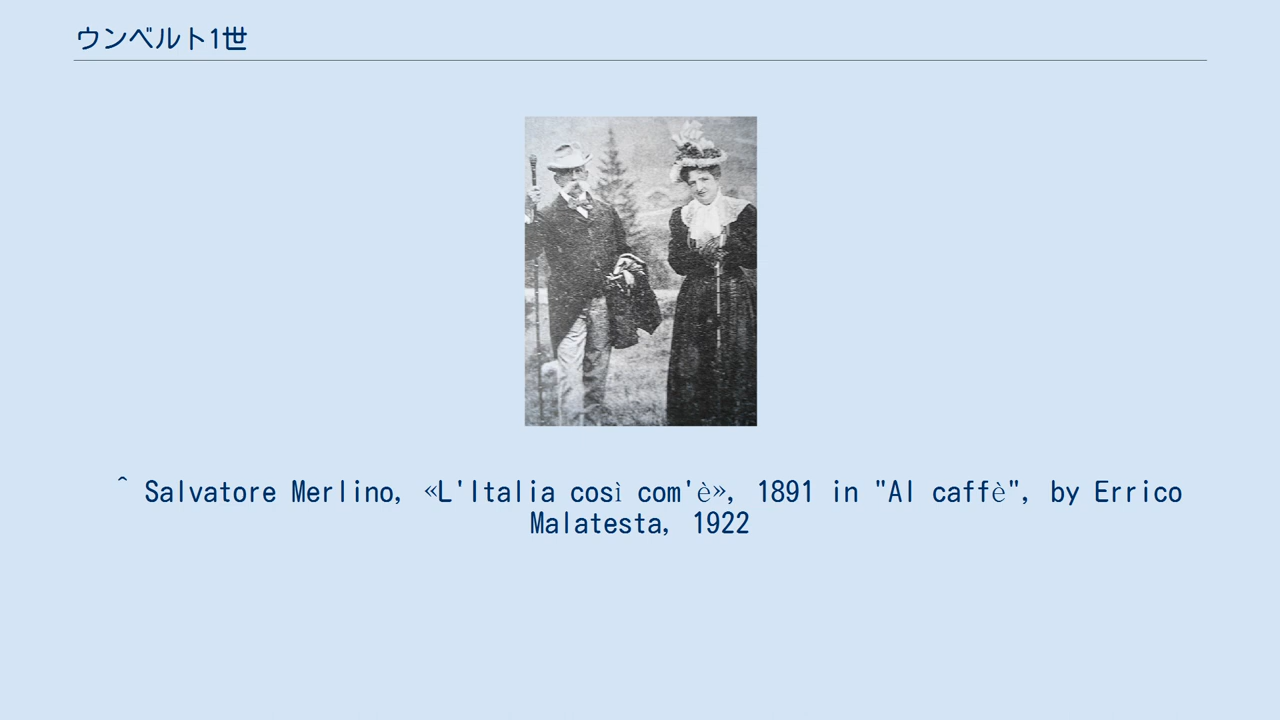 ウンベルト1世
^ Salvatore Merlino, «L'Italia così com'è», 1891 in "Al caffè", by Errico
Malatesta, 1922